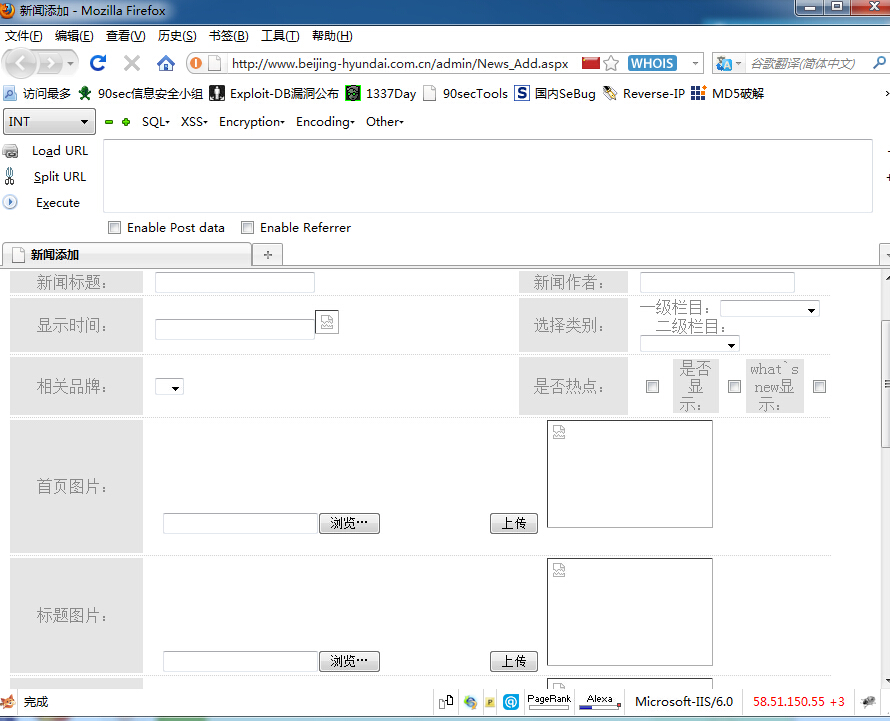 新闻添加 - Mozilla Firefox
文件(F) 编辑(E) 查看(V) 历史(S) 书签(B) 工具(T) 帮助(H)
http://www.beijing-hyundai.com.cn/admin/News_Add.aspx WHOIS 谷歌翻译(简体中文)
访问最多 90sec信息安全小组 Exploit-DB漏洞公布 1337Day 90secTools 国内SeBug Reverse-IP MD5破解
INT SQL XSS Encryption Encoding Other
Load URL
Split URL
Execute
Enable Post data Enable Referrer
新闻添加
新闻标题： 新闻作者：
显示时间： 选择类别： 一级栏目：
二级栏目：
相关品牌： 是否热点： 是否显示： what`s new显示：
首页图片：
浏览… 上传
标题图片：
浏览… 上传
完成 PageRank Alexa Microsoft-IIS/6.0 58.51.150.55 +3